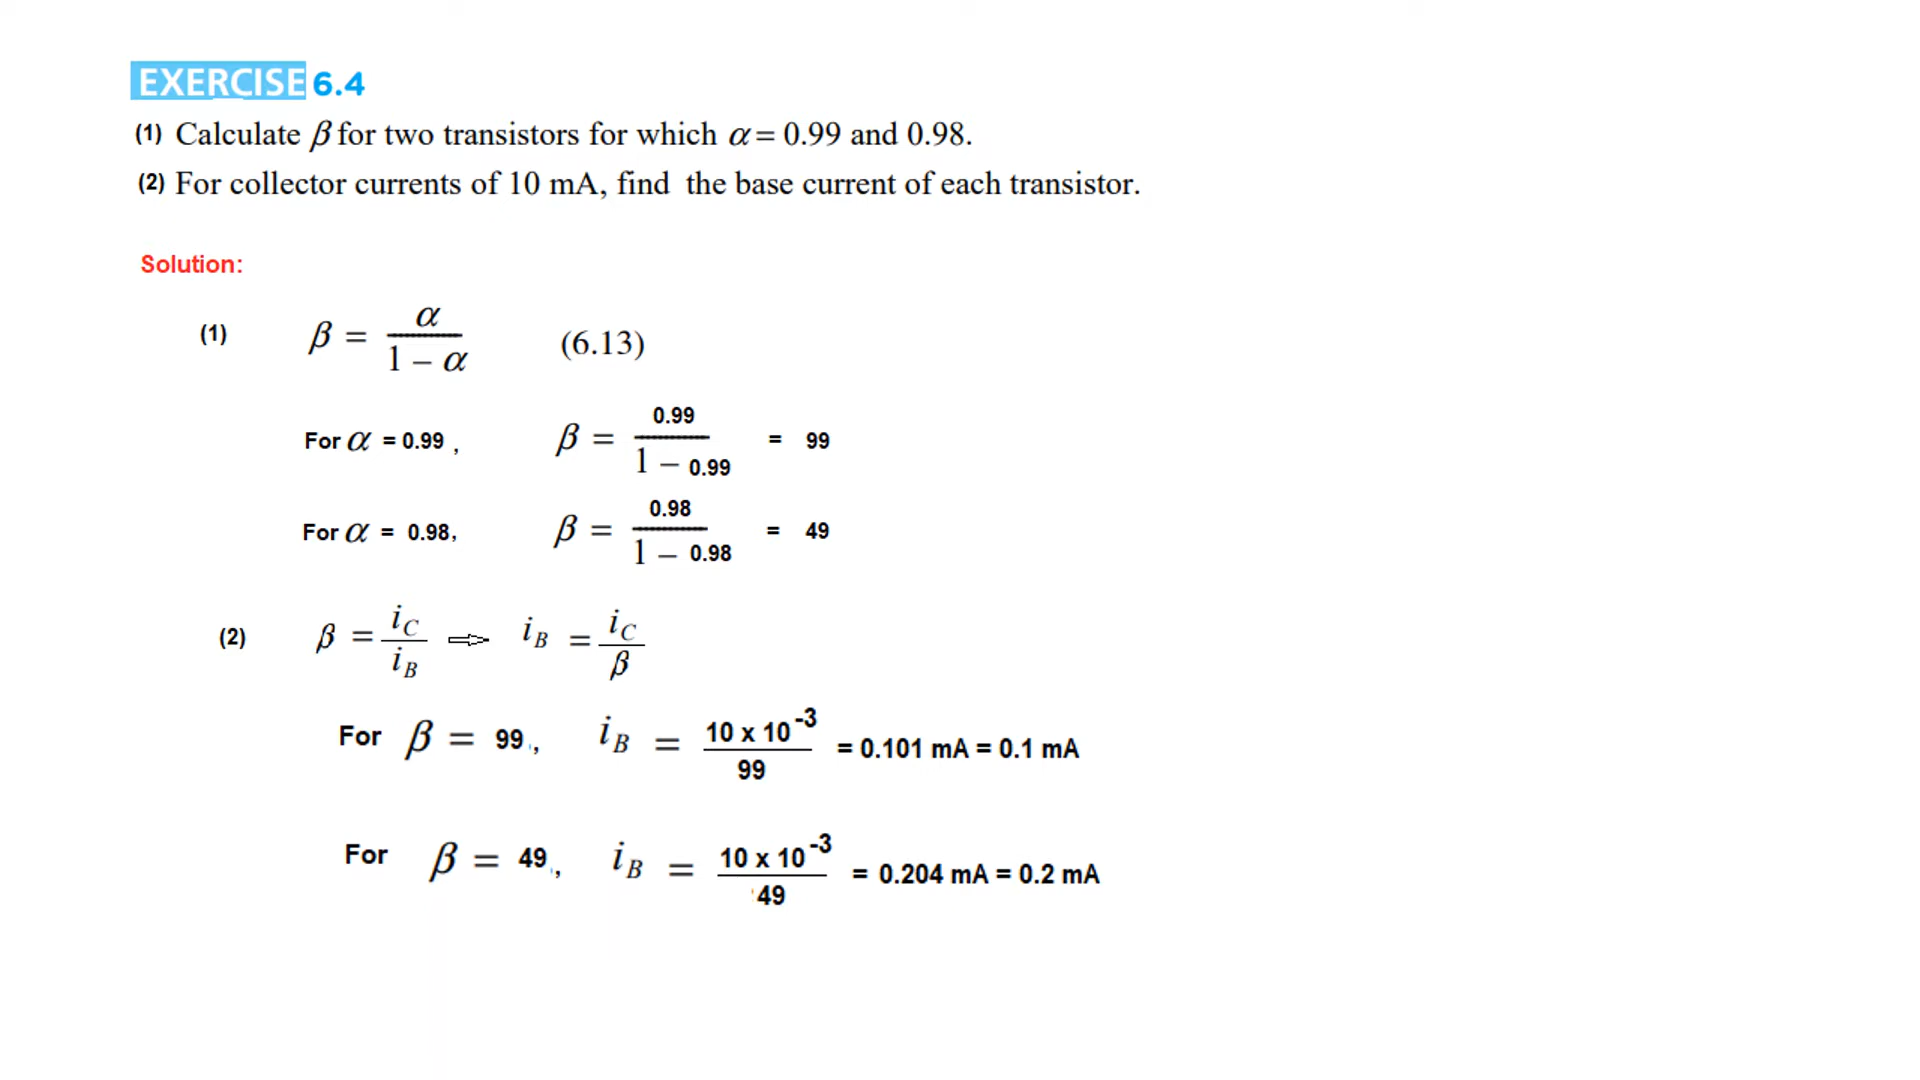 EXERCISE 6.4
(1) Calculate β for two transistors for which α = 0.99 and 0.98.
(2) For collector currents of 10 mA, find the base current of each transistor.
Solution:
(1) β = α / 1 – α (6.13)
For α = 0.99 , β = 0.99 / 1 – 0.99 = 99
For α = 0.98, β = 0.98 / 1 – 0.98 = 49
(2) β = iC / iB ⇨ iB = iC / β
For β = 99 , iB = 10 x 10^-3 / 99 = 0.101 mA = 0.1 mA
For β = 49 , iB = 10 x 10^-3 / 49 = 0.204 mA = 0.2 mA